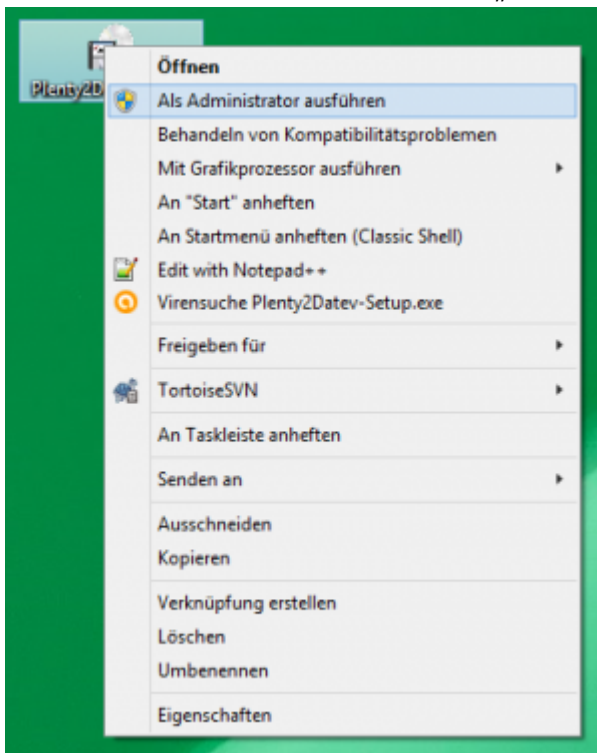 Öffnen
Als Administrator ausführen
Behandeln von Kompatibilitätsproblemen
Mit Grafikprozessor ausführen
An "Start" anheften
An Startmenü anheften (Classic Shell)
Edit with Notepad++
Virensuche Plenty2Datev-Setup.exe
Freigeben für
TortoiseSVN
An Taskleiste anheften
Senden an
Ausschneiden
Kopieren
Verknüpfung erstellen
Löschen
Umbenennen
Eigenschaften